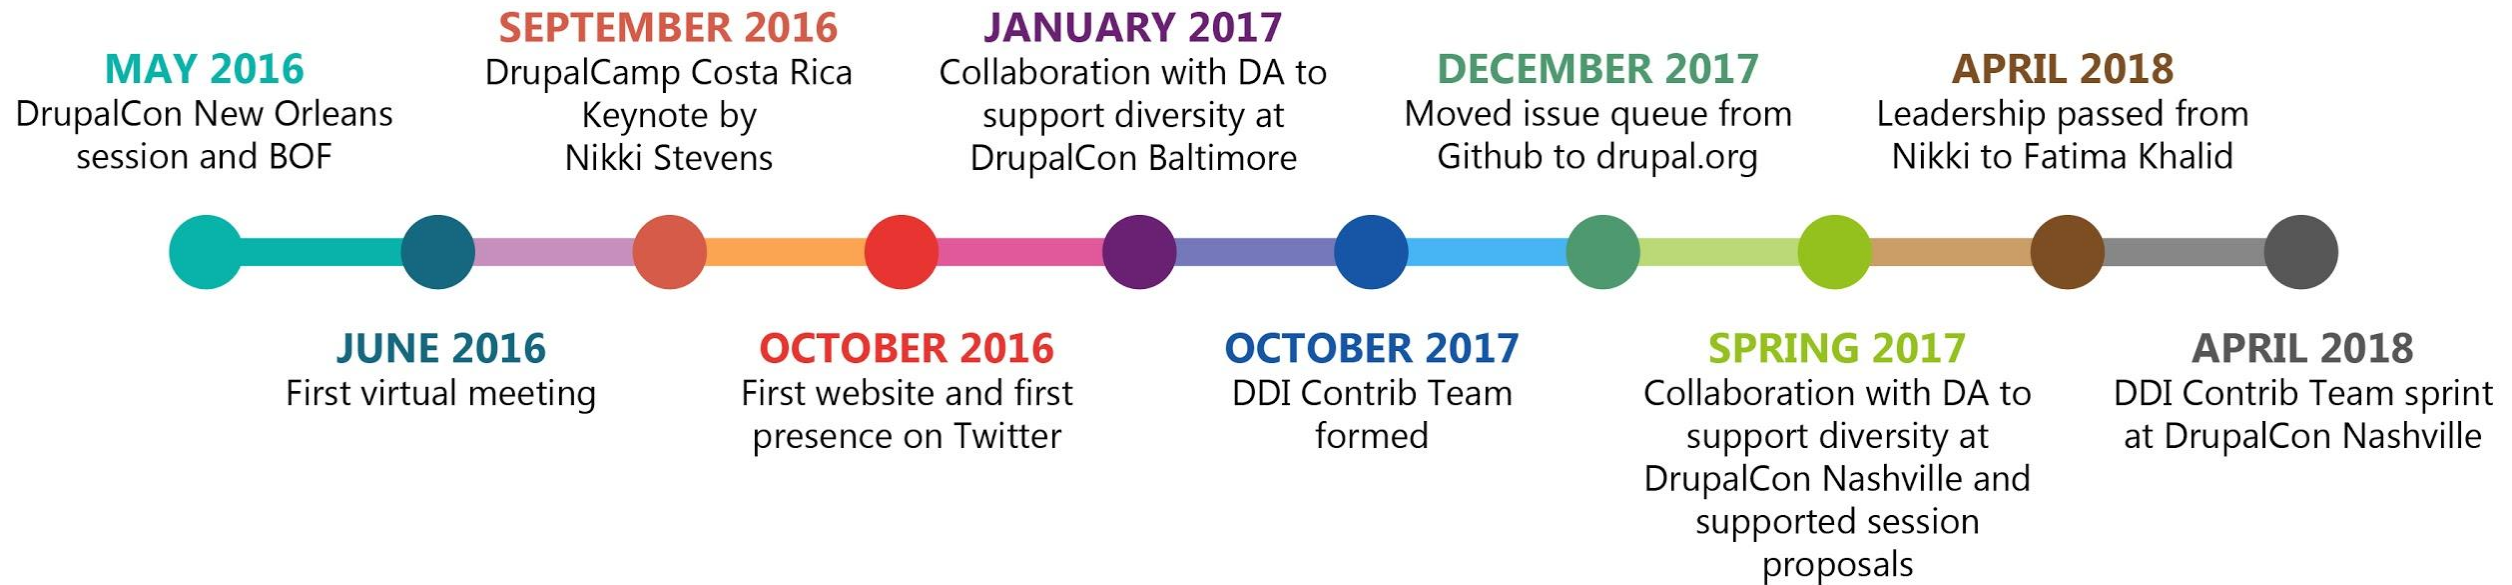 MAY 2016
DrupalCon New Orleans
session and BOF
JUNE 2016
First virtual meeting
SEPTEMBER 2016
DrupalCamp Costa Rica
Keynote by
Nikki Stevens
OCTOBER 2016
First website and first
presence on Twitter
JANUARY 2017
Collaboration with DA to
support diversity at
DrupalCon Baltimore
OCTOBER 2017
DDI Contrib Team
formed
DECEMBER 2017
Moved issue queue from
Github to drupal.org
SPRING 2017
Collaboration with DA to
support diversity at
DrupalCon Nashville and
supported session
proposals
APRIL 2018
Leadership passed from
Nikki to Fatima Khalid
APRIL 2018
DDI Contrib Team sprint
at DrupalCon Nashville